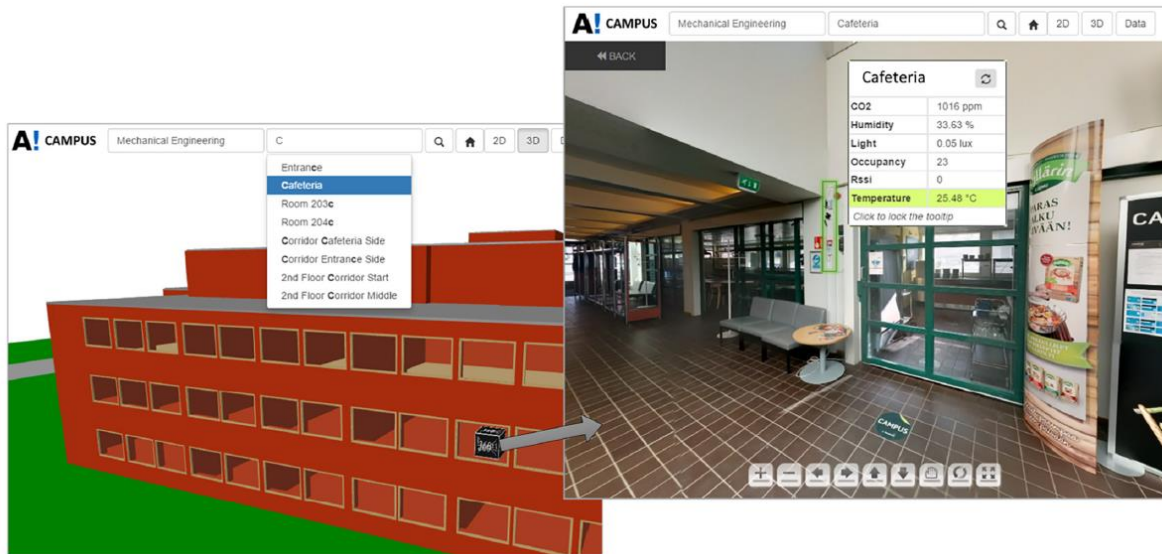 A! CAMPUS Mechanical Engineering Cafeteria 2D 3D Data
BACK
Cafeteria
CO2 1016 ppm
Humidity 33.63 %
Light 0.05 lux
Occupancy 23
Rssi 0
Temperature 25.48 °C
Click to lock the tooltip
PARAS
ALKU
CAMPUS
A! CAMPUS Mechanical Engineering C 2D 3D
Entrance
Cafeteria
Room 203c
Room 204c
Corridor Cafeteria Side
Corridor Entrance Side
2nd Floor Corridor Start
2nd Floor Corridor Middle
360